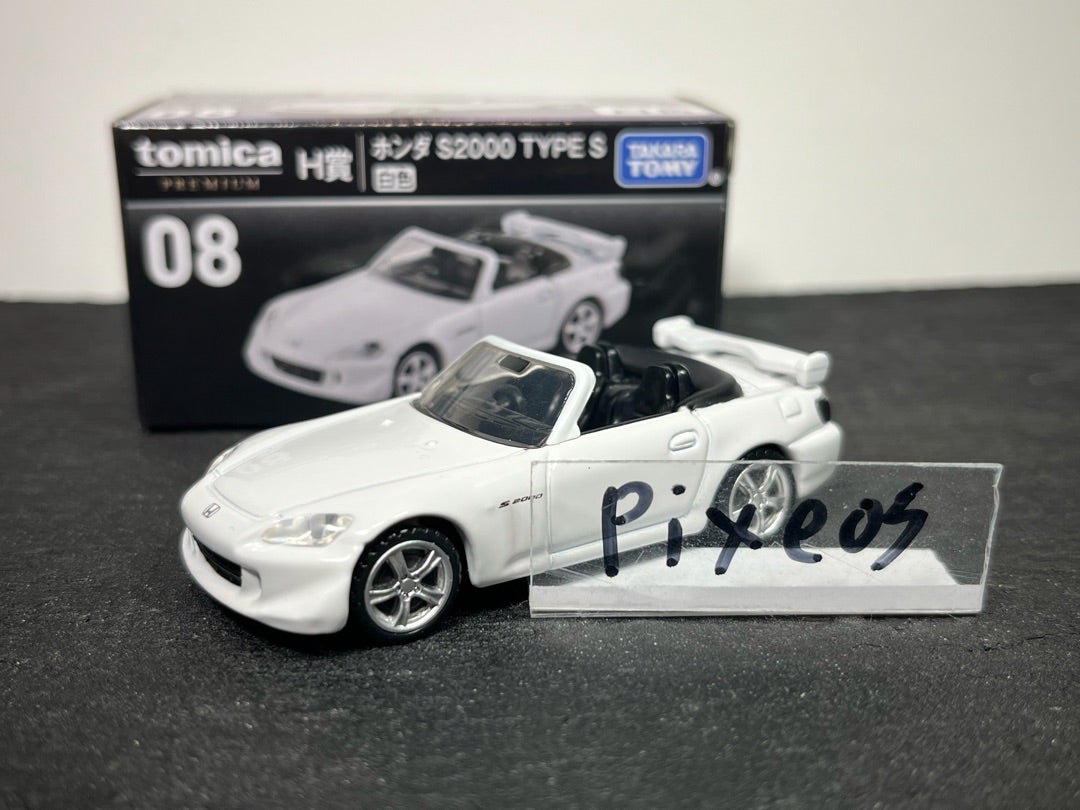 tomica
PREMIUM
H賞
ホンダ S2000 TYPE S
白色
TAKARA
TOMY
08
S2000
Pixeos